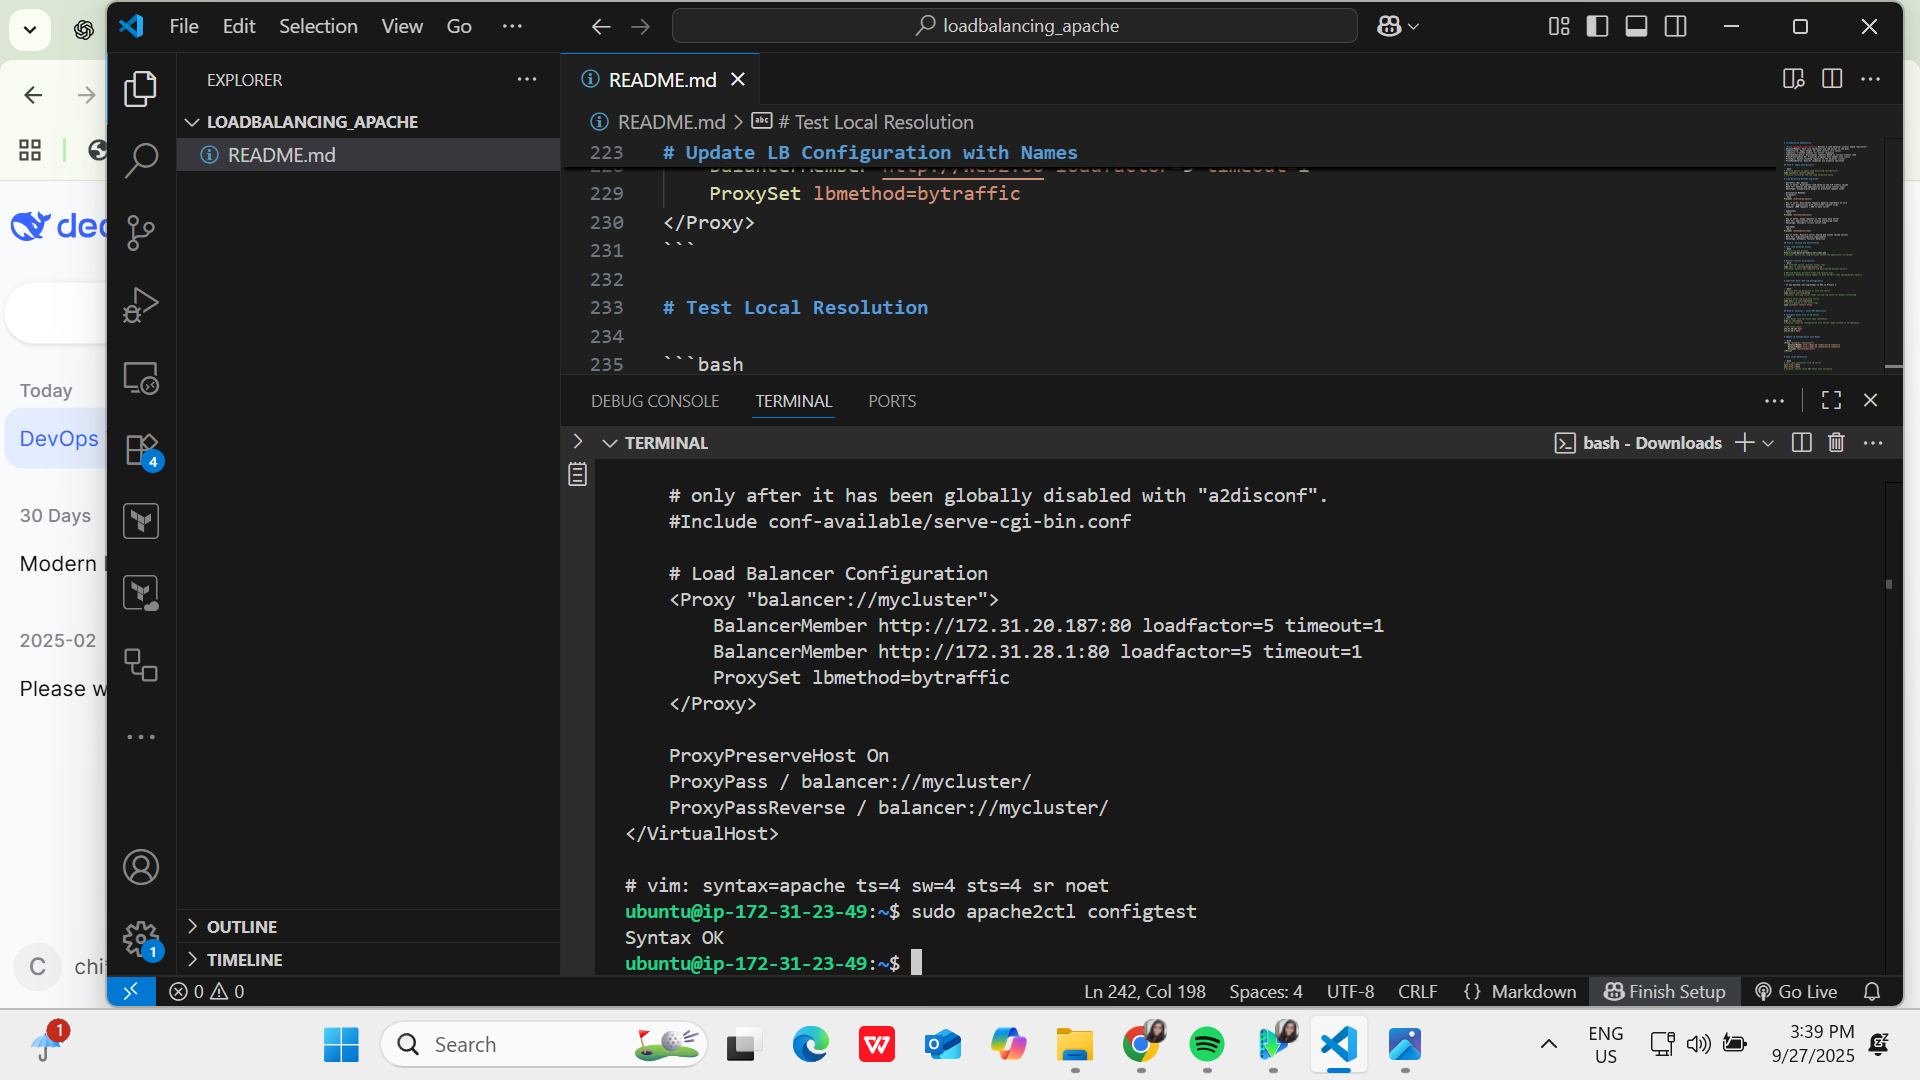 File Edit Selection View Go ···
loadbalancing_apache
EXPLORER
LOADBALANCING_APACHE
README.md
OUTLINE
TIMELINE
README.md
README.md > # Test Local Resolution
223 # Update LB Configuration with Names
229 ProxySet lbmethod=bytraffic
230 </Proxy>
231 ```
232
233 # Test Local Resolution
234
235 ```bash
DEBUG CONSOLE TERMINAL PORTS
TERMINAL
bash - Downloads
# only after it has been globally disabled with "a2disconf".
#Include conf-available/serve-cgi-bin.conf
# Load Balancer Configuration
<Proxy "balancer://mycluster">
BalancerMember http://172.31.20.187:80 loadfactor=5 timeout=1
BalancerMember http://172.31.28.1:80 loadfactor=5 timeout=1
ProxySet lbmethod=bytraffic
</Proxy>
ProxyPreserveHost On
ProxyPass / balancer://mycluster/
ProxyPassReverse / balancer://mycluster/
</VirtualHost>
# vim: syntax=apache ts=4 sw=4 sts=4 sr noet
ubuntu@ip-172-31-23-49:~$ sudo apache2ctl configtest
Syntax OK
ubuntu@ip-172-31-23-49:~$
0 0
Ln 242, Col 198 Spaces: 4 UTF-8 CRLF {} Markdown Finish Setup Go Live
4
1
Today
DevOps
30 Days
Modern
2025-02
Please w
C chi
1
Search
ENG
US
3:39 PM
9/27/2025